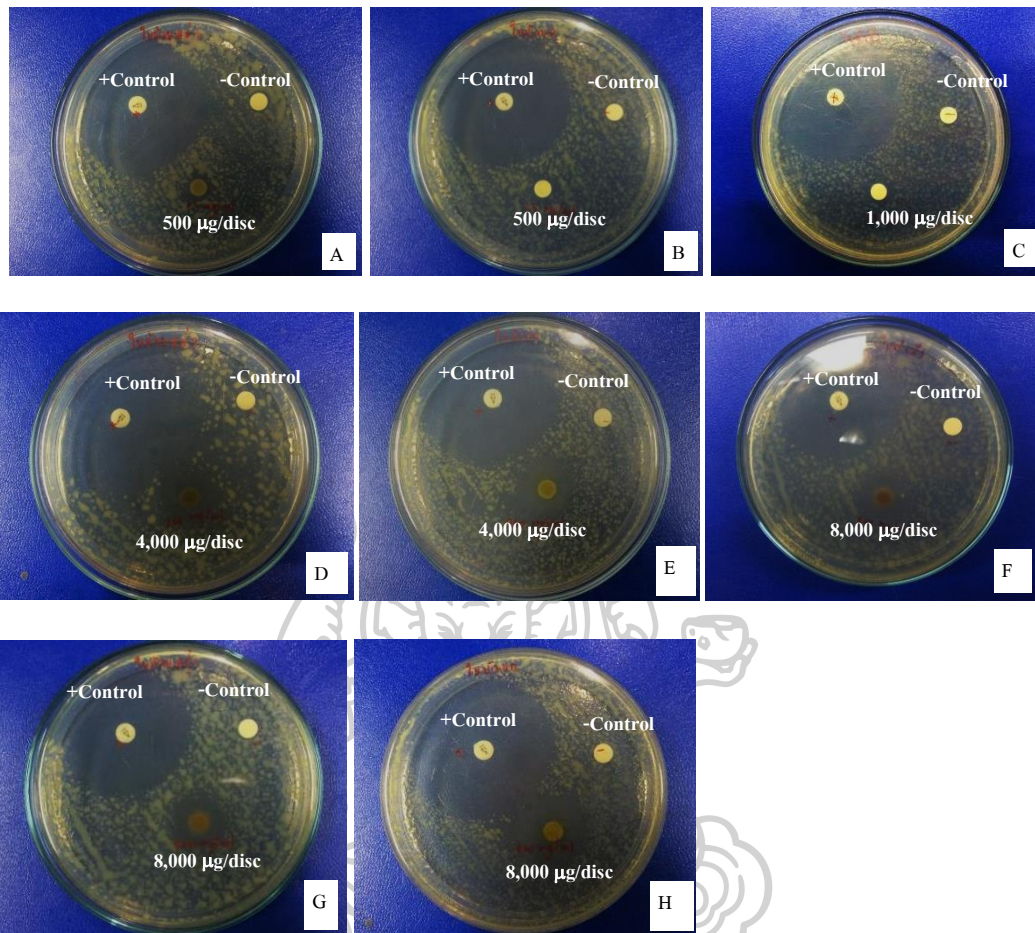 +Control
-Control
500 µg/disc
A
+Control
-Control
500 µg/disc
B
+Control
-Control
1,000 µg/disc
C
+Control
-Control
4,000 µg/disc
D
+Control
-Control
4,000 µg/disc
E
+Control
-Control
8,000 µg/disc
F
+Control
-Control
8,000 µg/disc
G
+Control
-Control
8,000 µg/disc
H